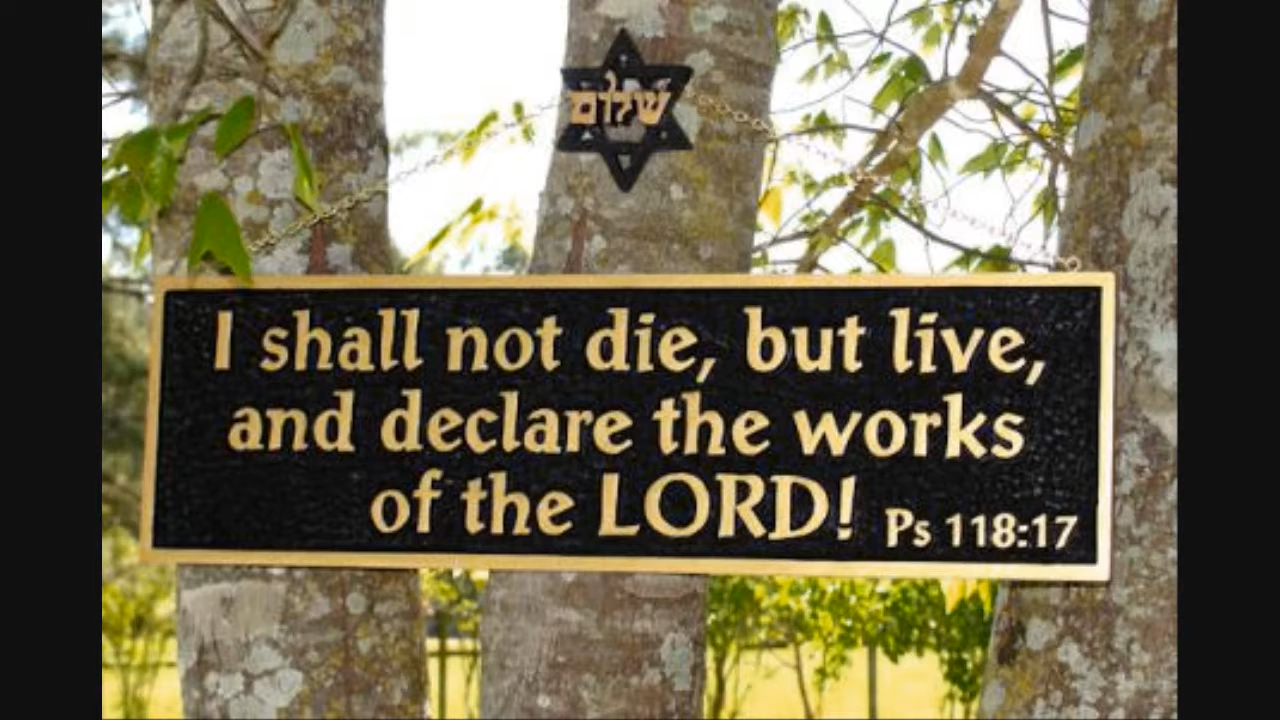 שלום
I shall not die, but live,
and declare the works
of the LORD! Ps 118:17